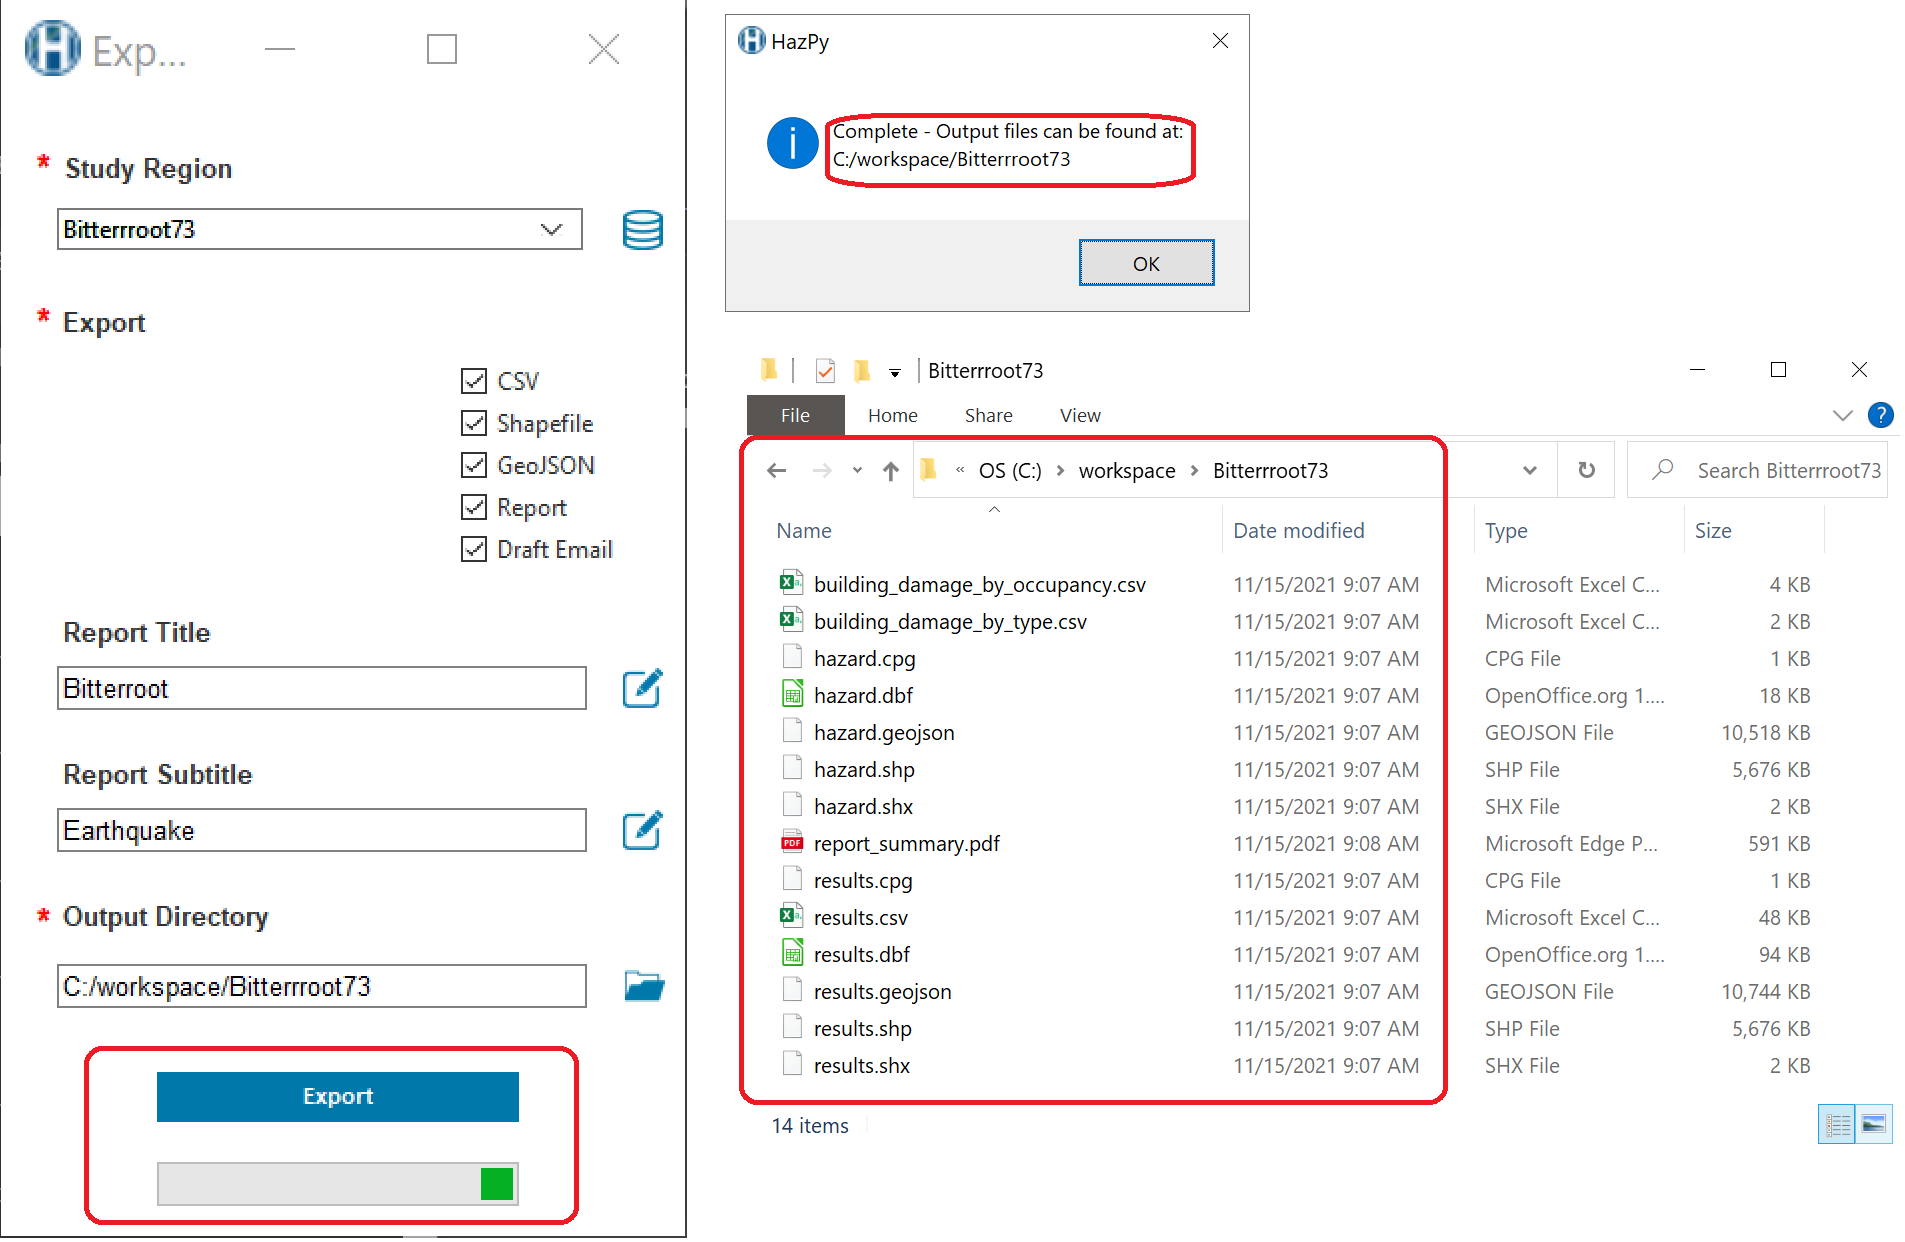 Exp...
* Study Region
Bitterrroot73
* Export
CSV
Shapefile
GeoJSON
Report
Draft Email
Report Title
Bitterroot
Report Subtitle
Earthquake
* Output Directory
C:/workspace/Bitterrroot73
Export
HazPy
Complete - Output files can be found at:
C:/workspace/Bitterrroot73
OK
Bitterrroot73
File Home Share View
« OS (C:) > workspace > Bitterrroot73 Search Bitterrroot73
Name Date modified Type Size
building_damage_by_occupancy.csv 11/15/2021 9:07 AM Microsoft Excel C... 4 KB
building_damage_by_type.csv 11/15/2021 9:07 AM Microsoft Excel C... 2 KB
hazard.cpg 11/15/2021 9:07 AM CPG File 1 KB
hazard.dbf 11/15/2021 9:07 AM OpenOffice.org 1.... 18 KB
hazard.geojson 11/15/2021 9:07 AM GEOJSON File 10,518 KB
hazard.shp 11/15/2021 9:07 AM SHP File 5,676 KB
hazard.shx 11/15/2021 9:07 AM SHX File 2 KB
report_summary.pdf 11/15/2021 9:08 AM Microsoft Edge P... 591 KB
results.cpg 11/15/2021 9:07 AM CPG File 1 KB
results.csv 11/15/2021 9:07 AM Microsoft Excel C... 48 KB
results.dbf 11/15/2021 9:07 AM OpenOffice.org 1.... 94 KB
results.geojson 11/15/2021 9:07 AM GEOJSON File 10,744 KB
results.shp 11/15/2021 9:07 AM SHP File 5,676 KB
results.shx 11/15/2021 9:07 AM SHX File 2 KB
14 items